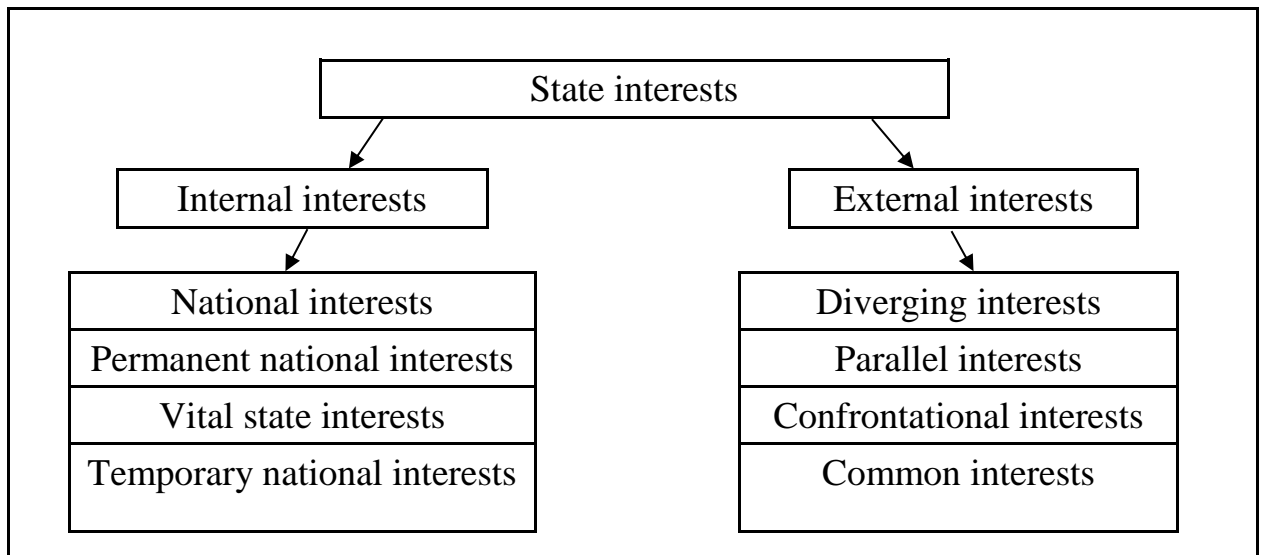 State interests
Internal interests
External interests
National interests
Permanent national interests
Vital state interests
Temporary national interests
Diverging interests
Parallel interests
Confrontational interests
Common interests